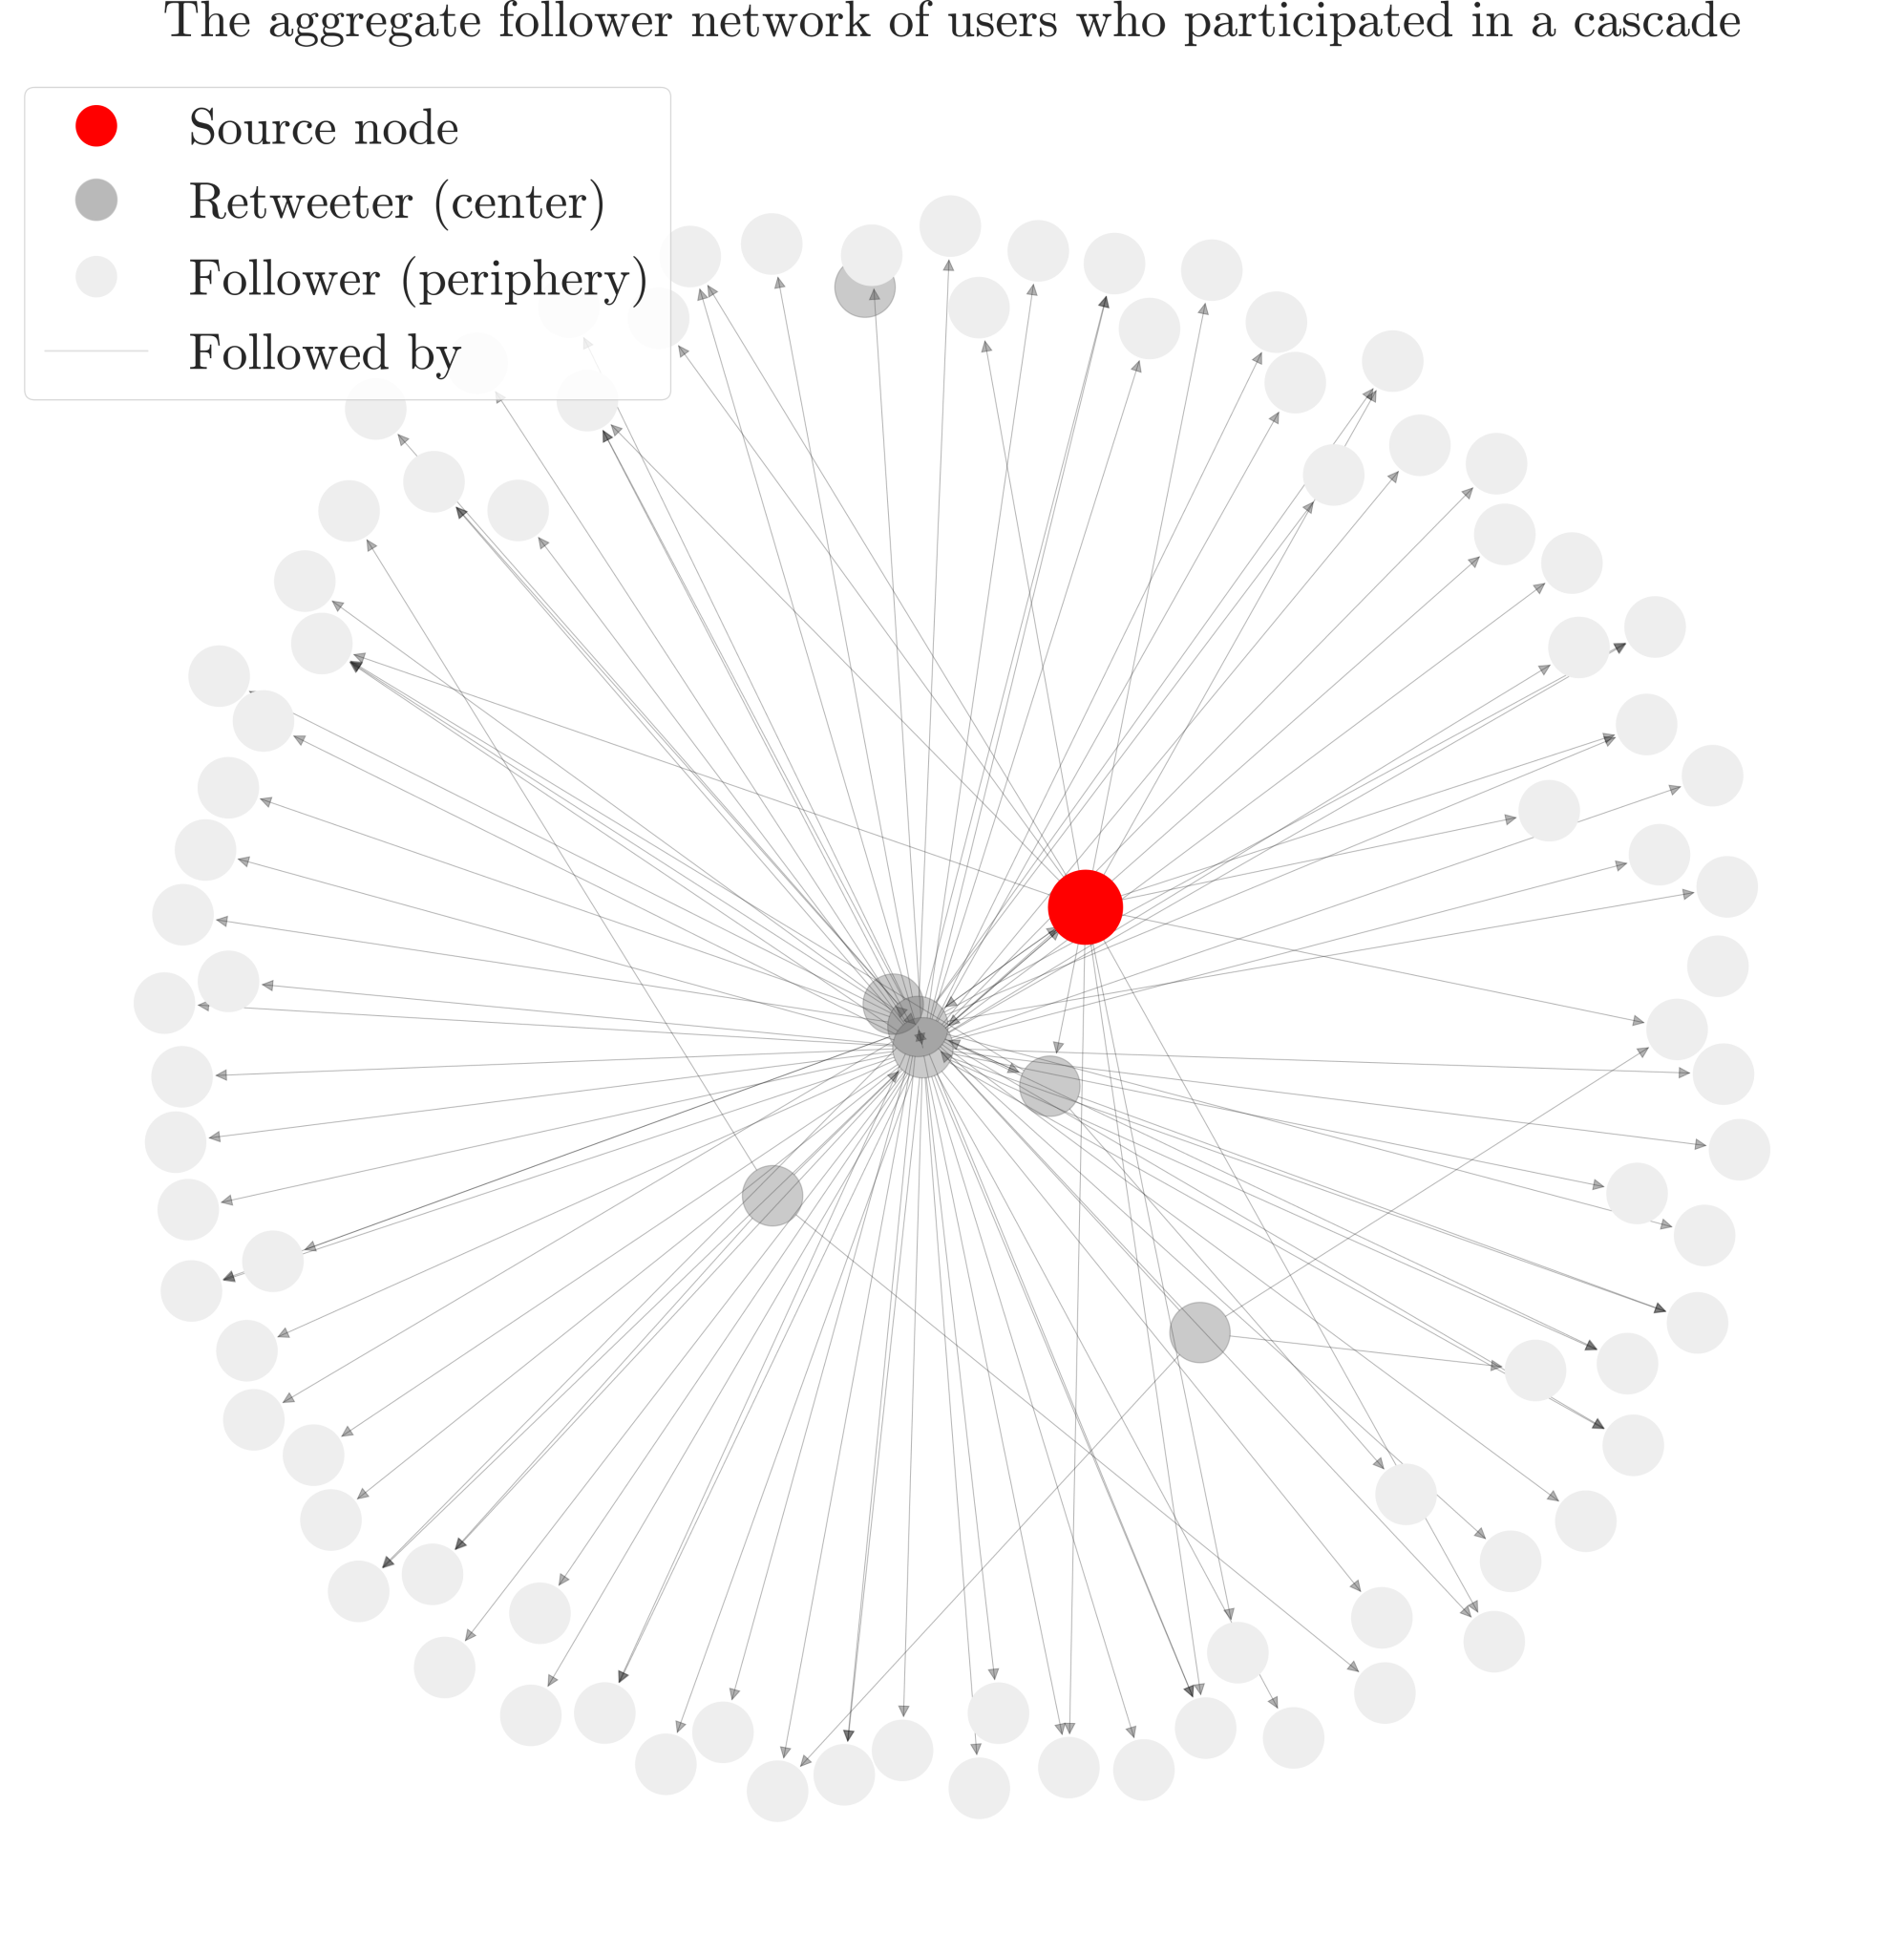 The aggregate follower network of users who participated in a cascade
Source node
Retweeter (center)
Follower (periphery)
Followed by